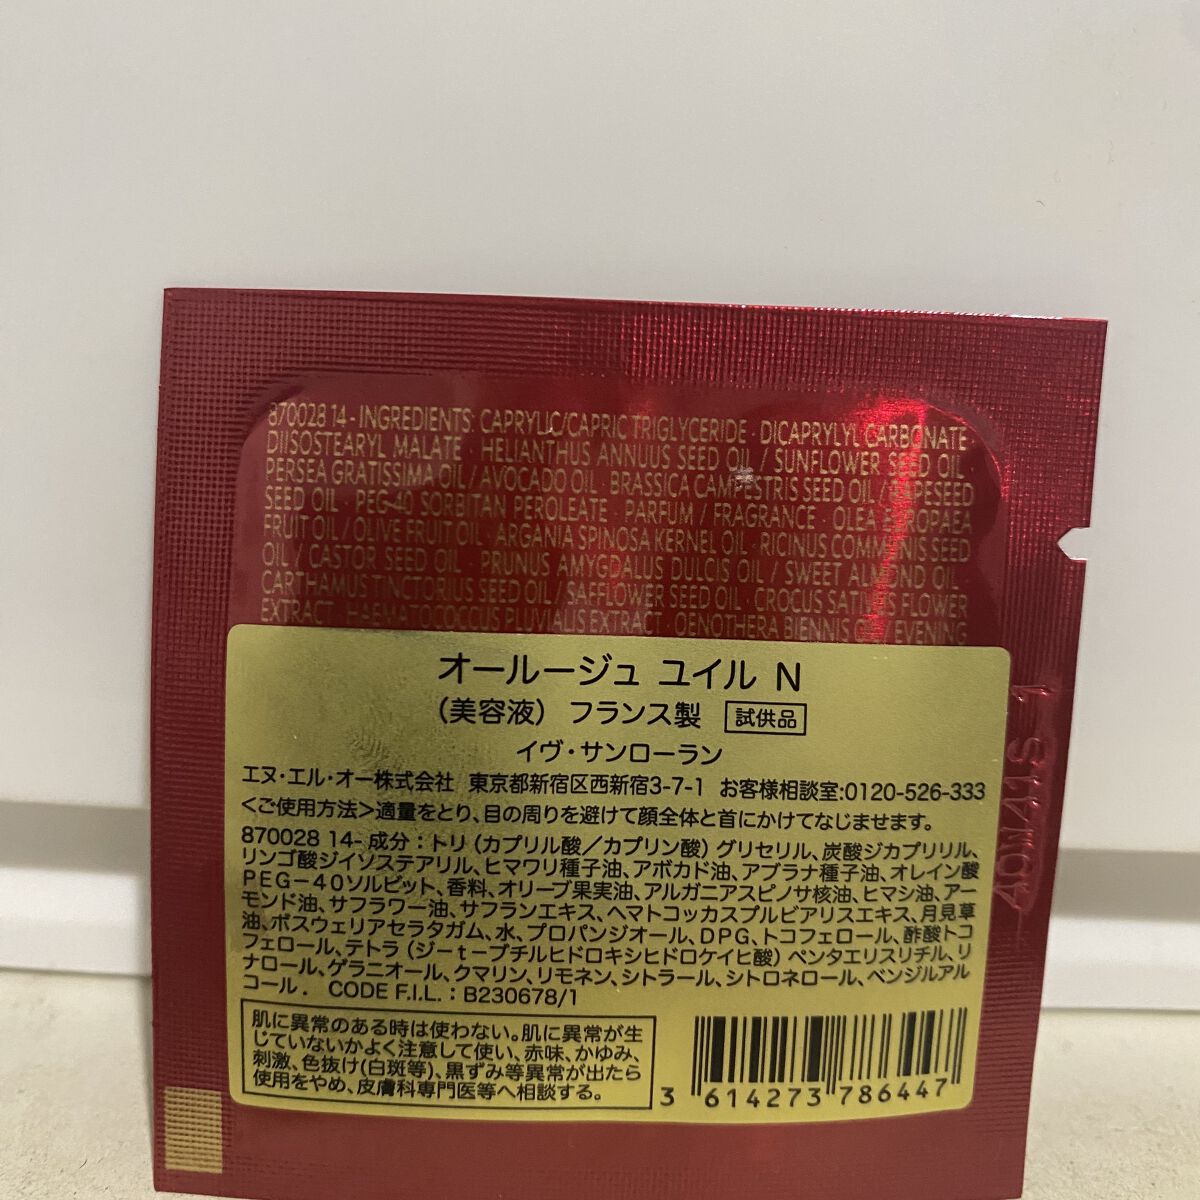 870028 14 - INGREDIENTS: CAPRYLIC/CAPRIC TRIGLYCERIDE · DICAPRYLYL CARBONATE ·
DIISOSTEARYL MALATE · HELIANTHUS ANNUUS SEED OIL / SUNFLOWER SEED OIL ·
PERSEA GRATISSIMA OIL / AVOCADO OIL · BRASSICA CAMPESTRIS SEED OIL / RAPESEED
SEED OIL · PEG-40 SORBITAN PEROLEATE · PARFUM / FRAGRANCE · OLEA EUROPAEA
FRUIT OIL / OLIVE FRUIT OIL · ARGANIA SPINOSA KERNEL OIL · RICINUS COMMUNIS SEED
OIL / CASTOR SEED OIL · PRUNUS AMYGDALUS DULCIS OIL / SWEET ALMOND OIL ·
CARTHAMUS TINCTORIUS SEED OIL / SAFFLOWER SEED OIL · CROCUS SATIVUS FLOWER
EXTRACT · HAEMATOCOCCUS PLUVIALIS EXTRACT · OENOTHERA BIENNIS OIL / EVENING
オールージュ ユイル N
（美容液） フランス製 試供品
イヴ・サンローラン
エヌ・エル・オー株式会社 東京都新宿区西新宿3-7-1 お客様相談室:0120-526-333
＜ご使用方法＞適量をとり、目の周りを避けて顔全体と首にかけてなじませます。
870028 14- 成分：トリ（カプリル酸／カプリン酸）グリセリル、炭酸ジカプリリル、
リンゴ酸ジイソステアリル、ヒマワリ種子油、アボカド油、アブラナ種子油、オレイン酸
ＰＥＧ－４０ソルビット、香料、オリーブ果実油、アルガニアスピノサ核油、ヒマシ油、アー
モンド油、サフラワー油、サフランエキス、ヘマトコッカスプルビアリスエキス、月見草
油、ボスウェリアセラタガム、水、プロパンジオール、ＤＰＧ、トコフェロール、酢酸トコ
フェロール、テトラ（ジーｔ－ブチルヒドロキシヒドロケイヒ酸）ペンタエリスリチル、リ
ナロール、ゲラニオール、クマリン、リモネン、シトラール、シトロネロール、ベンジルアル
コール． CODE F.I.L.：B230678/1
肌に異常のある時は使わない。肌に異常が生
じていないかよく注意して使い、赤味、かゆみ、
刺激、色抜け(白斑等)、黒ずみ等異常が出たら
使用をやめ、皮膚科専門医等へ相談する。
3 614273 786447
40W41S 1